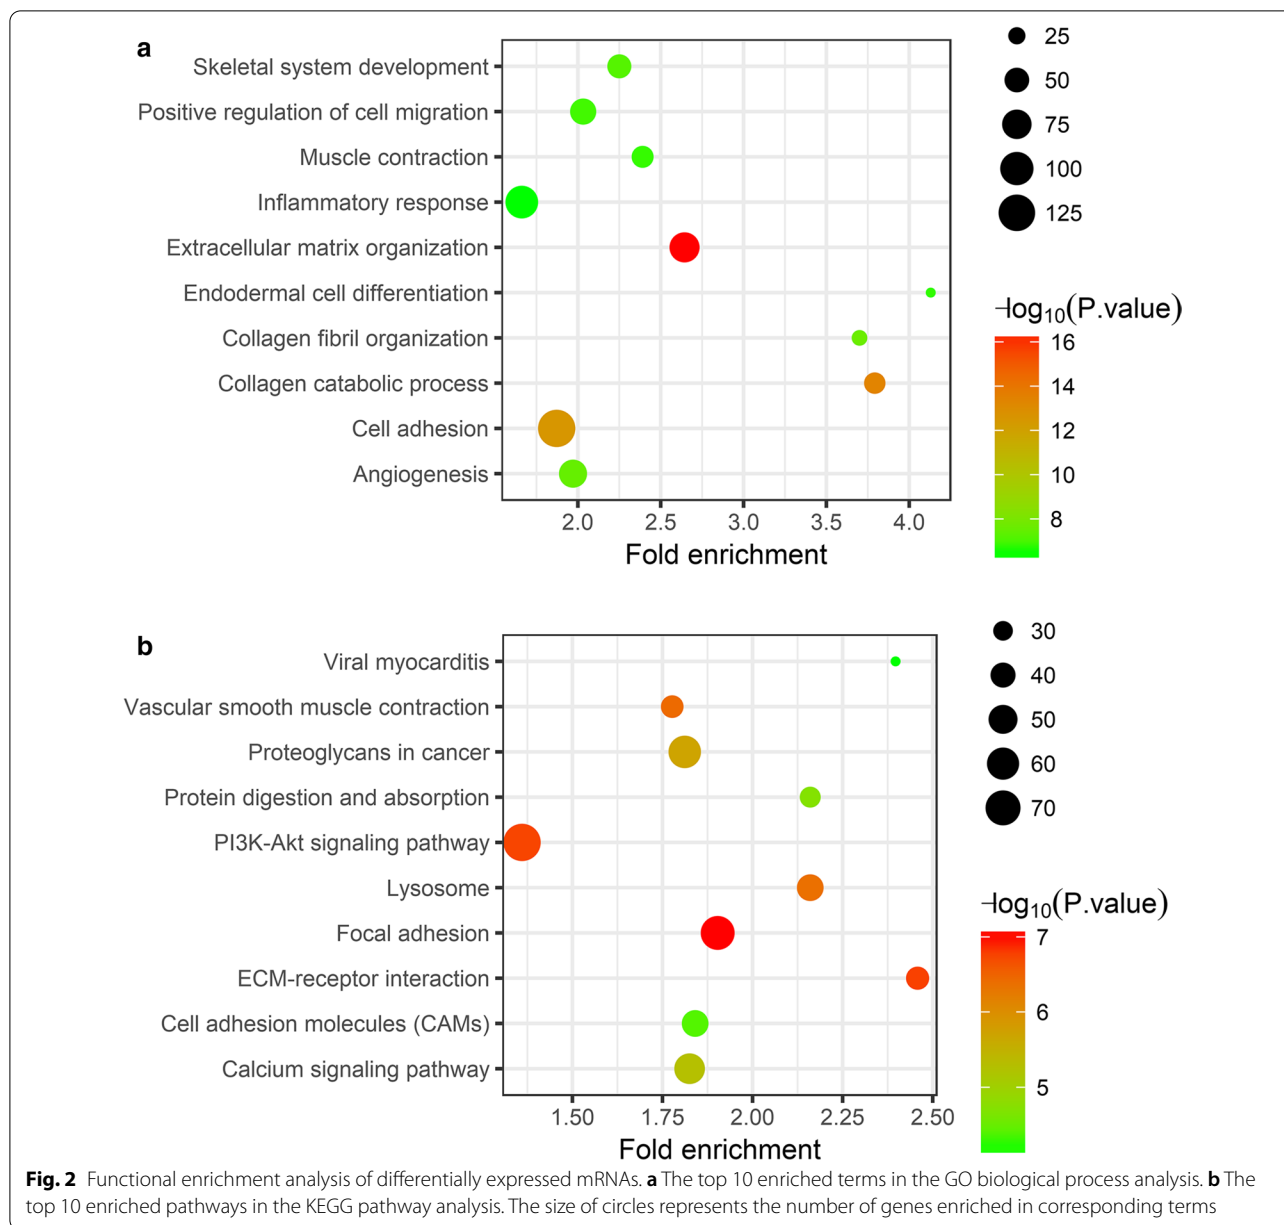 a
Skeletal system development
Positive regulation of cell migration
Muscle contraction
Inflammatory response
Extracellular matrix organization
Endodermal cell differentiation
Collagen fibril organization
Collagen catabolic process
Cell adhesion
Angiogenesis
2.0 2.5 3.0 3.5 4.0
Fold enrichment
25
50
75
100
125
−log10(P.value)
16
14
12
10
8
b
Viral myocarditis
Vascular smooth muscle contraction
Proteoglycans in cancer
Protein digestion and absorption
PI3K-Akt signaling pathway
Lysosome
Focal adhesion
ECM-receptor interaction
Cell adhesion molecules (CAMs)
Calcium signaling pathway
1.50 1.75 2.00 2.25 2.50
Fold enrichment
30
40
50
60
70
−log10(P.value)
7
6
5
Fig. 2 Functional enrichment analysis of differentially expressed mRNAs. a The top 10 enriched terms in the GO biological process analysis. b The
top 10 enriched pathways in the KEGG pathway analysis. The size of circles represents the number of genes enriched in corresponding terms